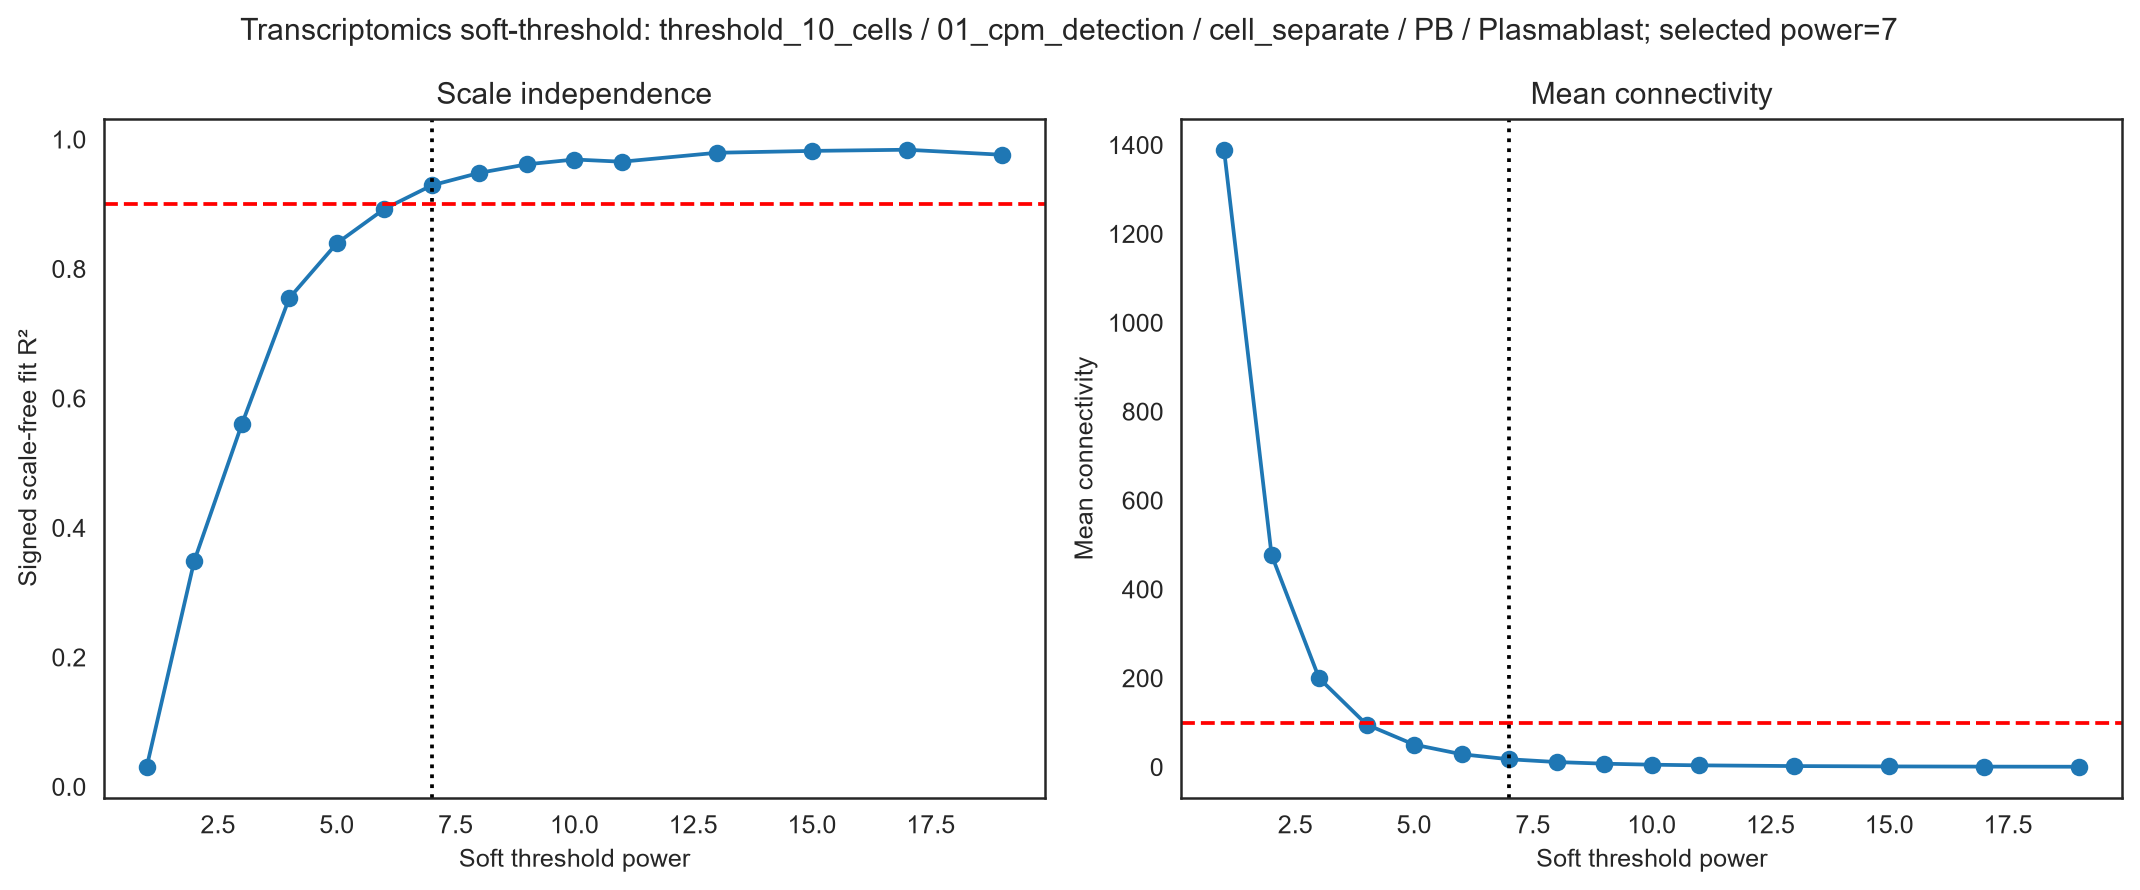 Transcriptomics soft-threshold: threshold_10_cells / 01_cpm_detection / cell_separate / PB / Plasmablast; selected power=7
Scale independence
Signed scale-free fit R²
1.0
0.8
0.6
0.4
0.2
0.0
2.5 5.0 7.5 10.0 12.5 15.0 17.5
Soft threshold power
Mean connectivity
Mean connectivity
1400
1200
1000
800
600
400
200
0
2.5 5.0 7.5 10.0 12.5 15.0 17.5
Soft threshold power